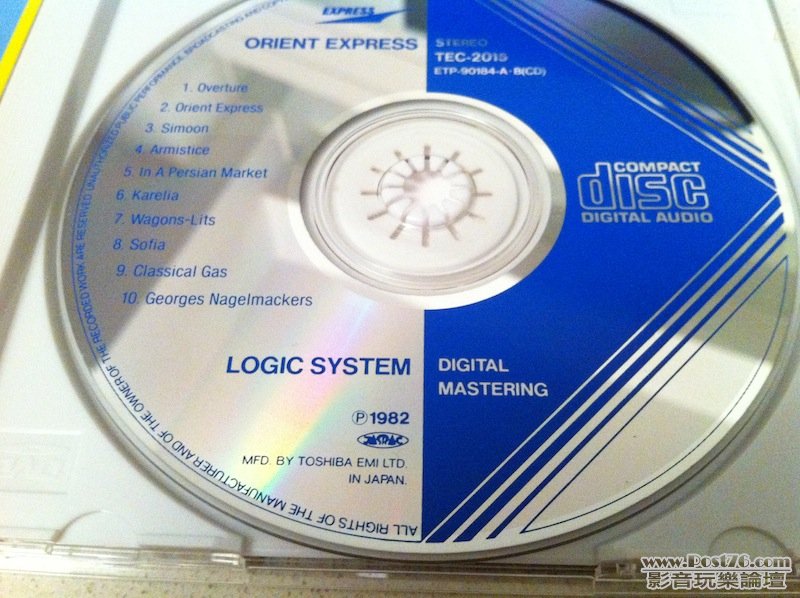 EXPRESS
ORIENT EXPRESS
STEREO
TEC-2015
ETP-90184-A·B(CD)
1. Overture
2. Orient Express
3. Simoon
4. Armistice
5. In A Persian Market
6. Karelia
7. Wagons-Lits
8. Sofia
9. Classical Gas
10. Georges Nagelmackers
COMPACT
disc
DIGITAL AUDIO
LOGIC SYSTEM
DIGITAL
MASTERING
Ⓟ1982
JASRAC
MFD. BY TOSHIBA EMI LTD.
IN JAPAN.
ALL RIGHTS OF THE MANUFACTURER AND OF THE OWNER OF THE RECORDED WORK ARE RESERVED UNAUTHORIZED PUBLIC PERFORMANCE, BROADCASTING AND
www.Post76.com
影音玩樂論壇